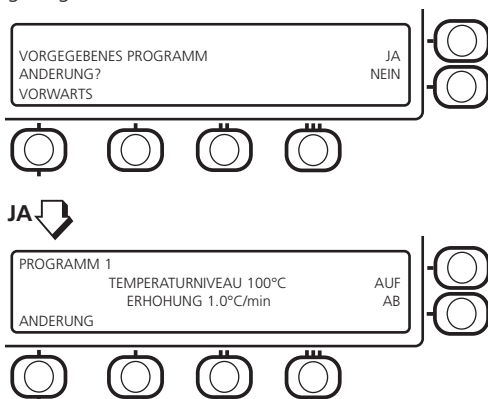 VORGEGEBENES PROGRAMM JA
ANDERUNG? NEIN
VORWARTS
JA
PROGRAMM 1
TEMPERATURNIVEAU 100°C AUF
ERHOHUNG 1.0°C/min AB
ANDERUNG